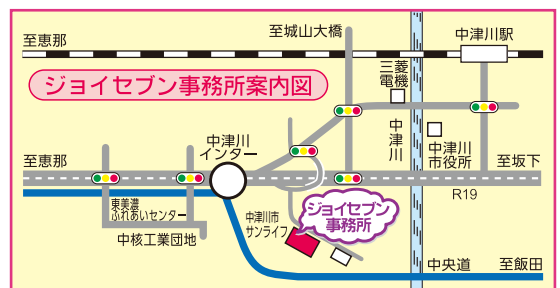 至城山大橋
中津川駅
至恵那
三菱
電機
ジョイセブン事務所案内図
中津川
中津川
市役所
中津川
インター
至恵那
至坂下
R19
東美濃
ふれあいセンター
中津川市
サンライフ
ジョイセブン
事務所
中核工業団地
中央道
至飯田